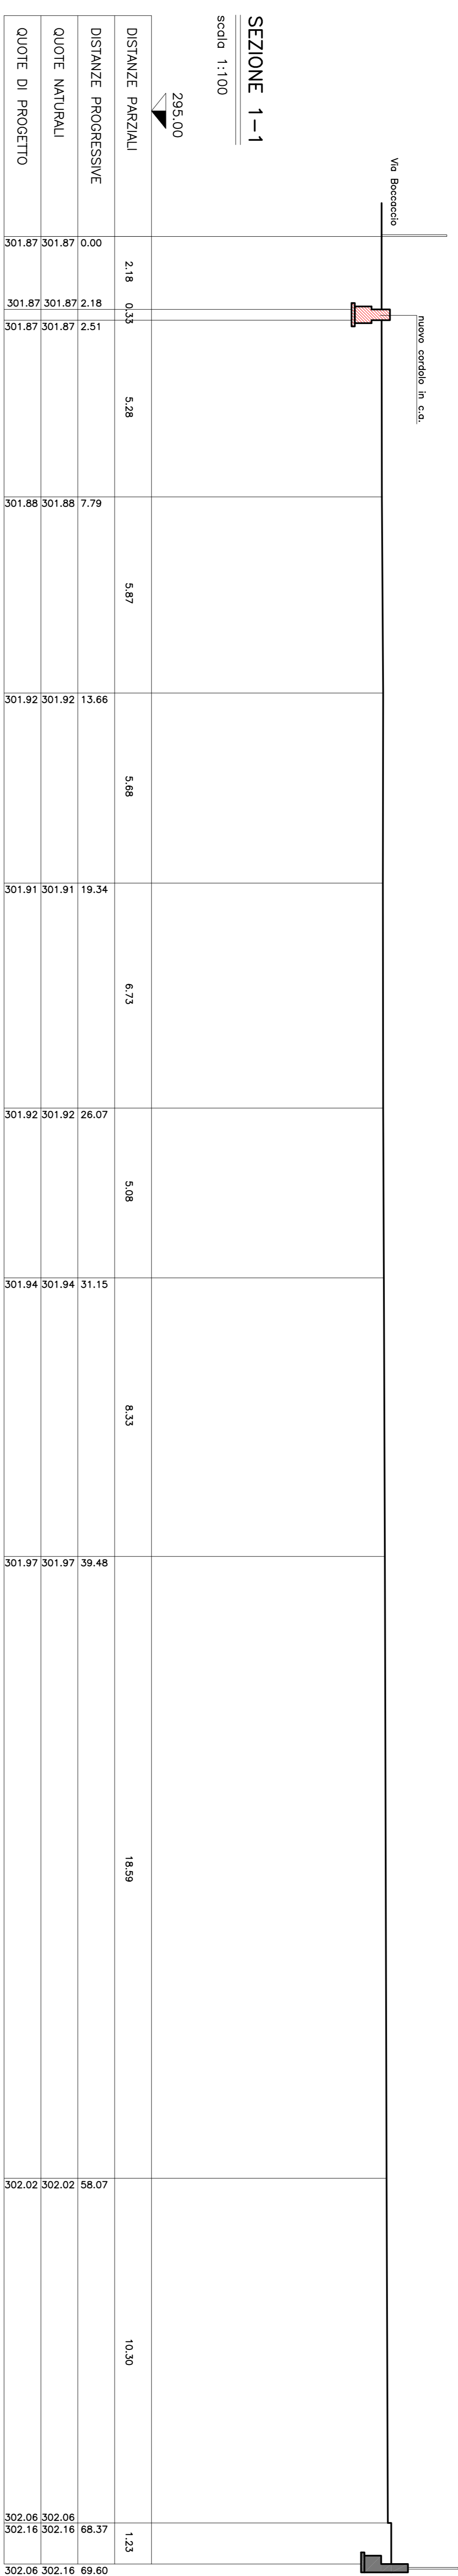 SEZIONE 1-1
scala 1:100
Via Boccaccio
nuovo cordolo in c.a.
295.00
DISTANZE PARZIALI
2.18 0.33 5.28 5.87 5.68 6.73 5.08 8.33 18.59 10.30 1.23
DISTANZE PROGRESSIVE
0.00 2.18 2.51 7.79 13.66 19.34 26.07 31.15 39.48 58.07 68.37 69.60
QUOTE NATURALI
301.87 301.87 301.87 301.88 301.92 301.91 301.92 301.94 301.97 302.02 302.06 302.16 302.16
QUOTE DI PROGETTO
301.87 301.87 301.87 301.88 301.92 301.91 301.92 301.94 301.97 302.02 302.06 302.16 302.06